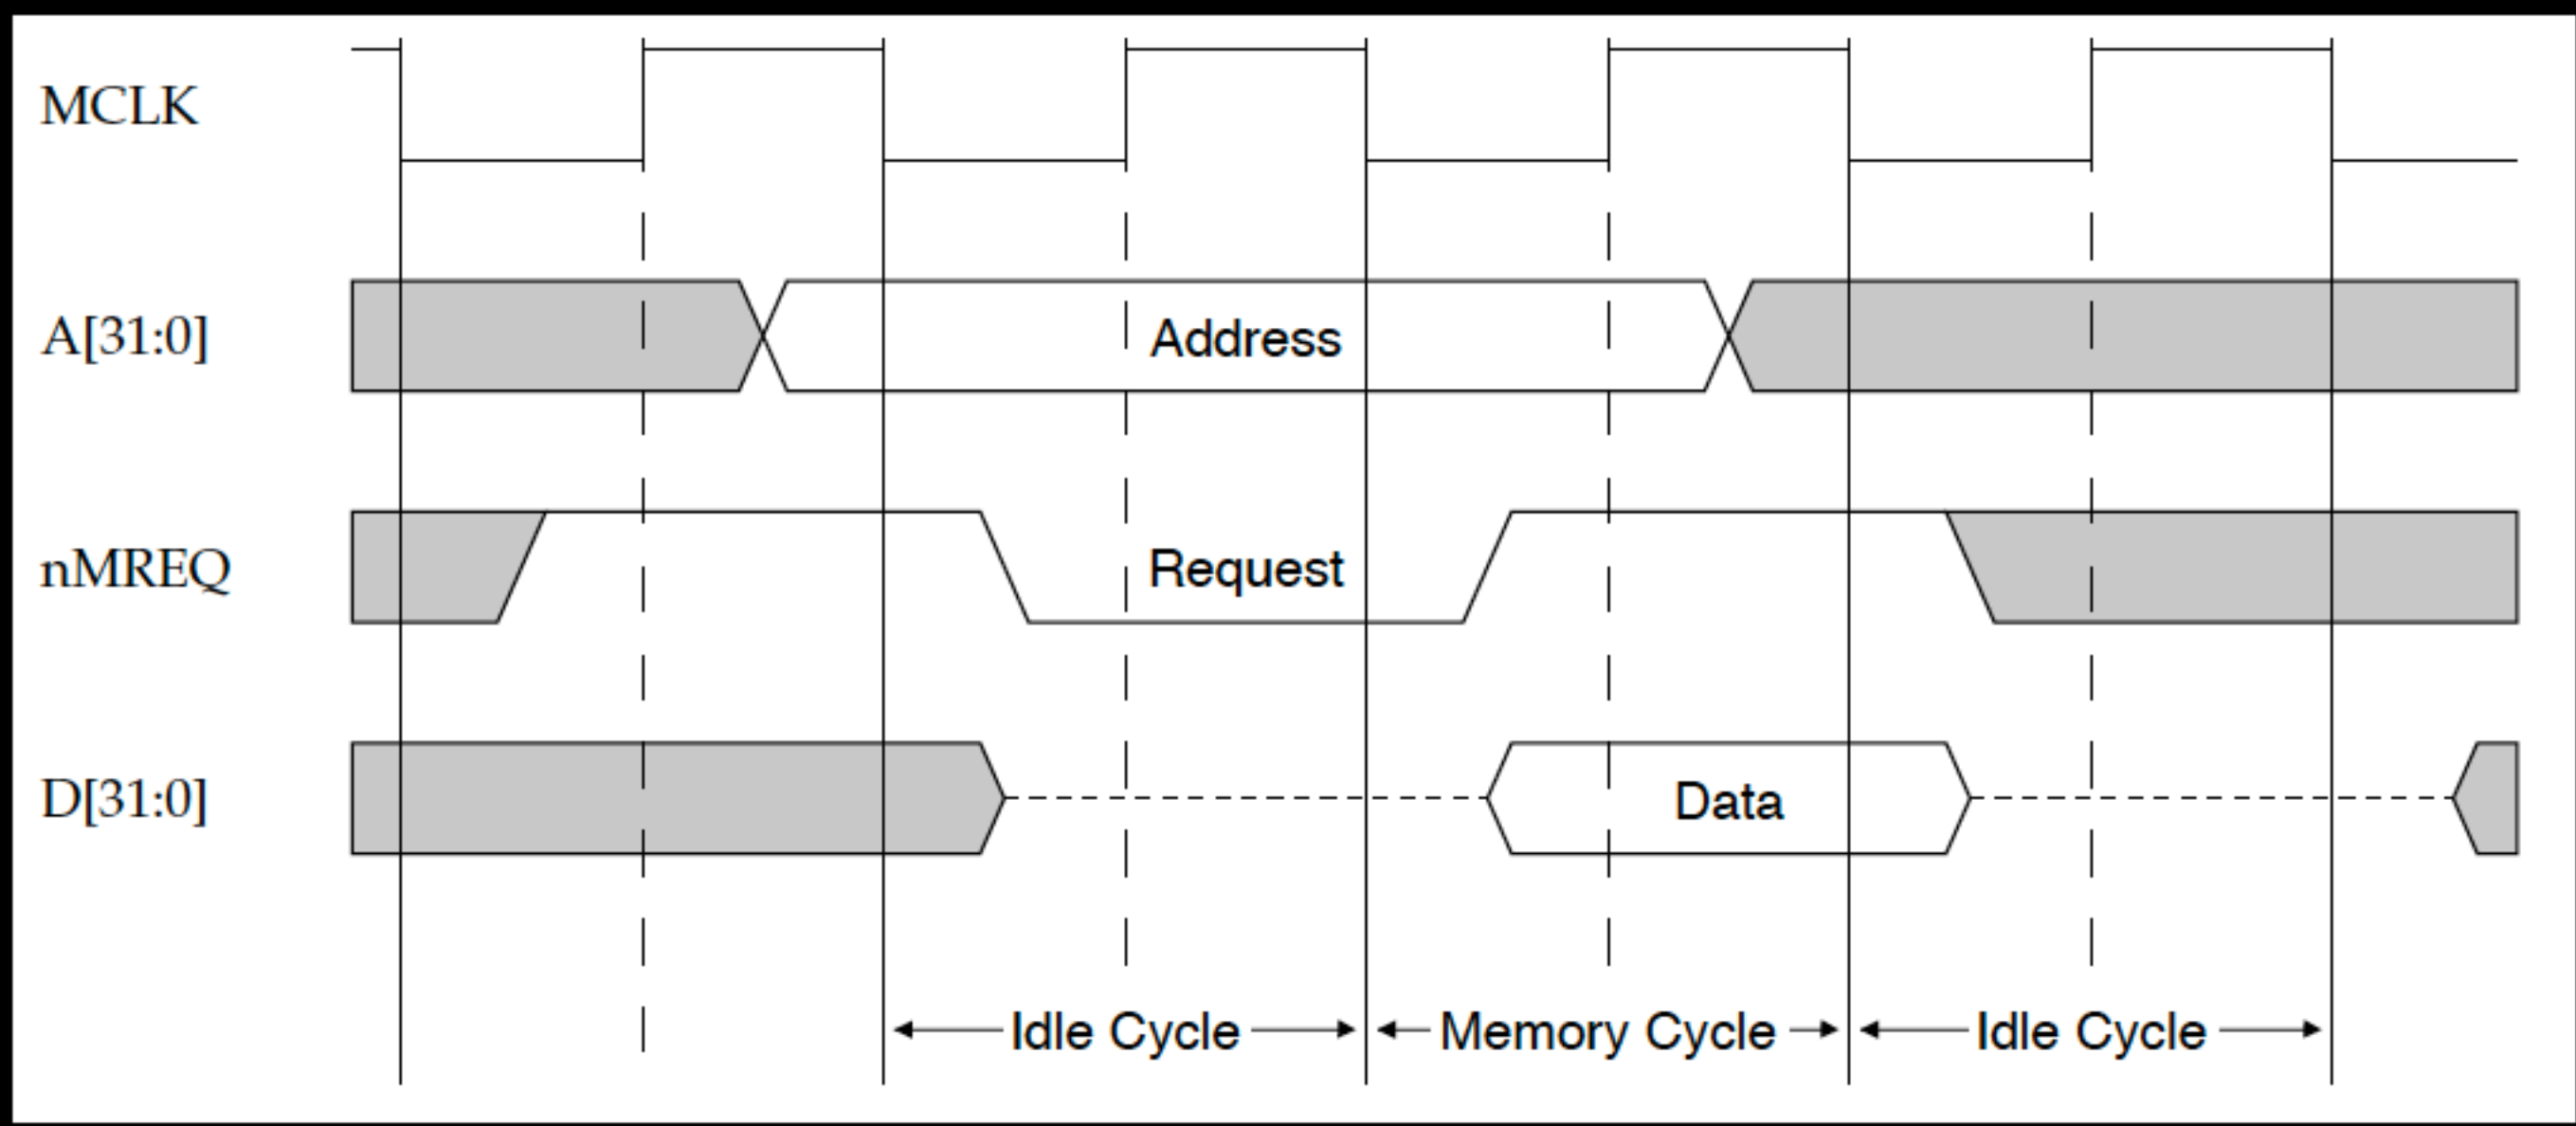 MCLK
A[31:0]
Address
nMREQ
Request
D[31:0]
Data
Idle Cycle Memory Cycle Idle Cycle